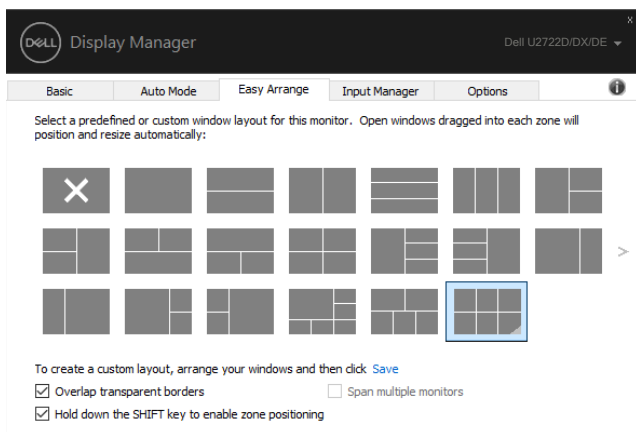 DELL Display Manager
x
Dell U2722D/DX/DE
Basic Auto Mode Easy Arrange Input Manager Options
Select a predefined or custom window layout for this monitor. Open windows dragged into each zone will
position and resize automatically:
>
To create a custom layout, arrange your windows and then click Save
Overlap transparent borders Span multiple monitors
Hold down the SHIFT key to enable zone positioning